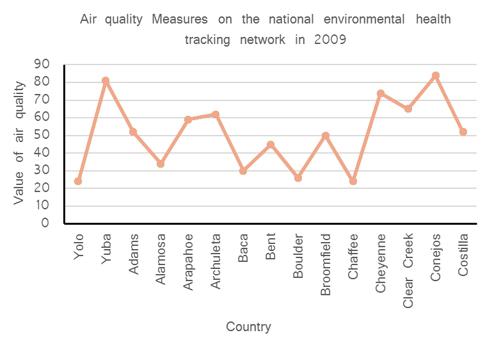 Air quality Measures on the national environmental health
tracking network in 2009
Value of air quality
90
80
70
60
50
40
30
20
10
0
Yolo
Yuba
Adams
Alamosa
Arapahoe
Archuleta
Baca
Bent
Boulder
Broomfield
Chaffee
Cheyenne
Clear Creek
Conejos
Costilla
Country